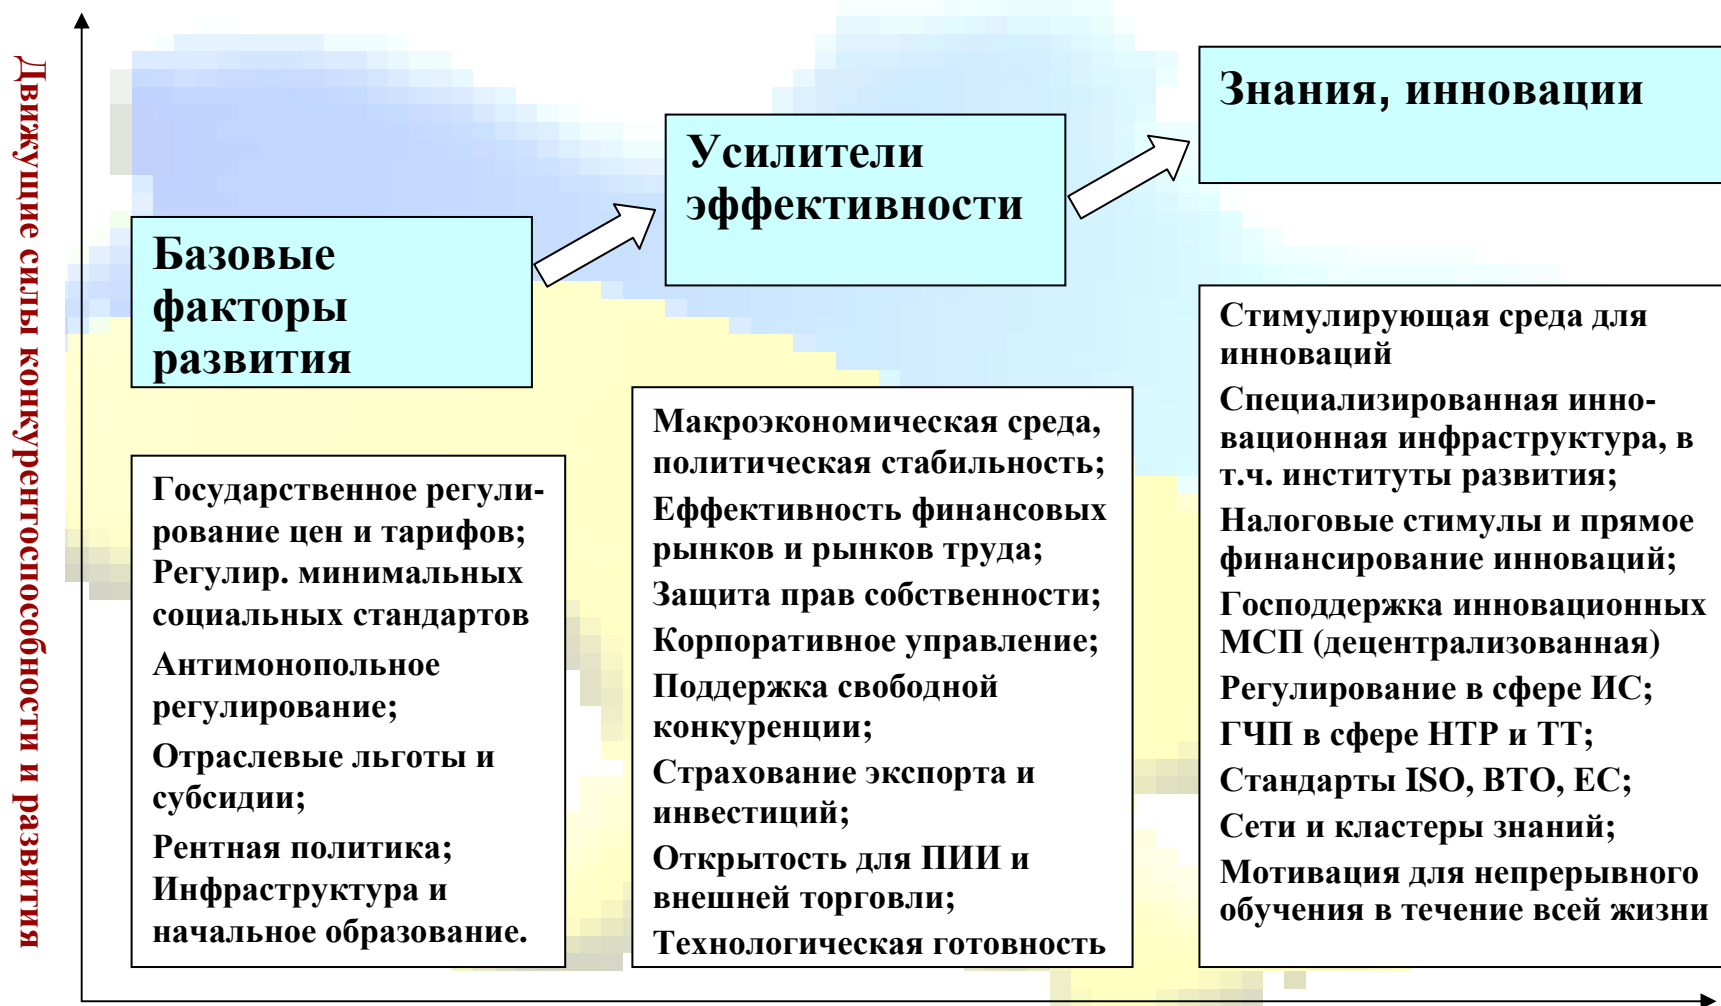 Движущие силы конкурентоспособности и развития
Базовые
факторы
развития
Государственное регули-
рование цен и тарифов;
Регулир. минимальных
социальных стандартов
Антимонопольное
регулирование;
Отраслевые льготы и
субсидии;
Рентная политика;
Инфраструктура и
начальное образование.
Усилители
эффективности
Макроэкономическая среда,
политическая стабильность;
Еффективность финансовых
рынков и рынков труда;
Защита прав собственности;
Корпоративное управление;
Поддержка свободной
конкуренции;
Страхование экспорта и
инвестиций;
Открытость для ПИИ и
внешней торговли;
Технологическая готовность
Знания, инновации
Стимулирующая среда для
инноваций
Специализированная инно-
вационная инфраструктура, в
т.ч. институты развития;
Налоговые стимулы и прямое
финансирование инноваций;
Господдержка инновационных
МСП (децентрализованная)
Регулирование в сфере ИС;
ГЧП в сфере НТР и ТТ;
Стандарты ISO, ВТО, ЕС;
Сети и кластеры знаний;
Мотивация для непрерывного
обучения в течение всей жизни